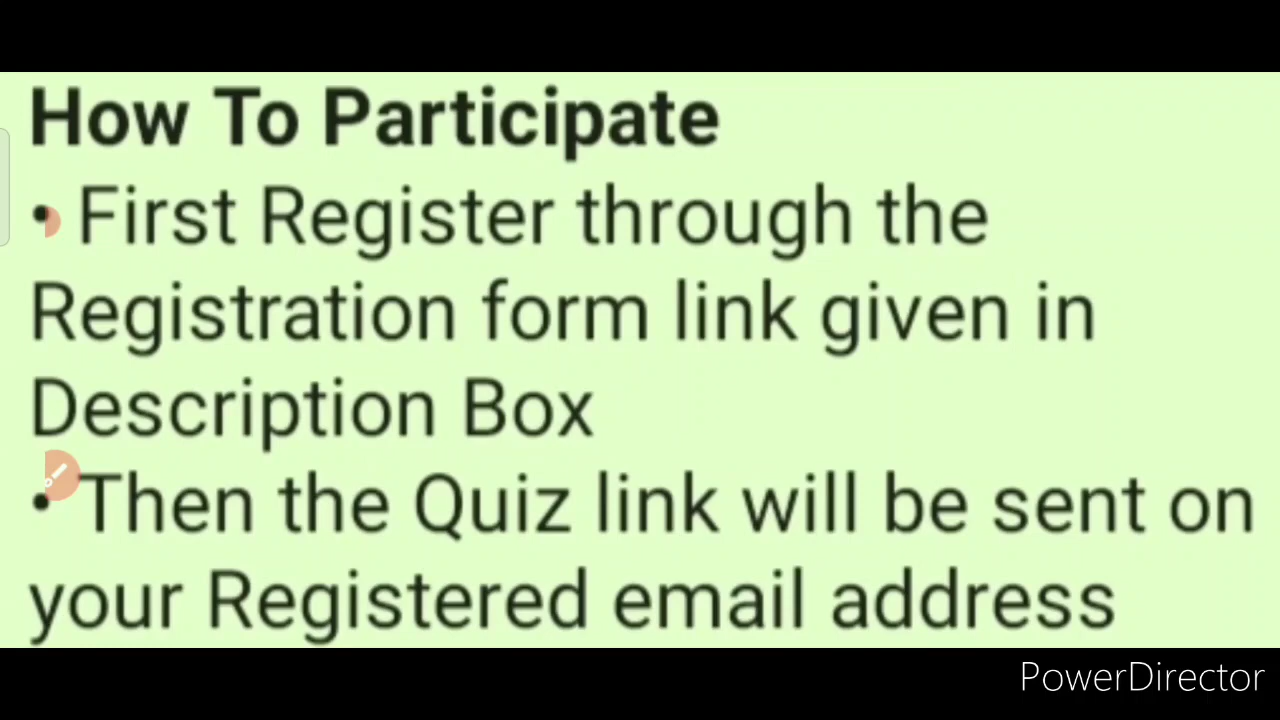 How To Participate
• First Register through the
Registration form link given in
Description Box
• Then the Quiz link will be sent on
your Registered email address
PowerDirector